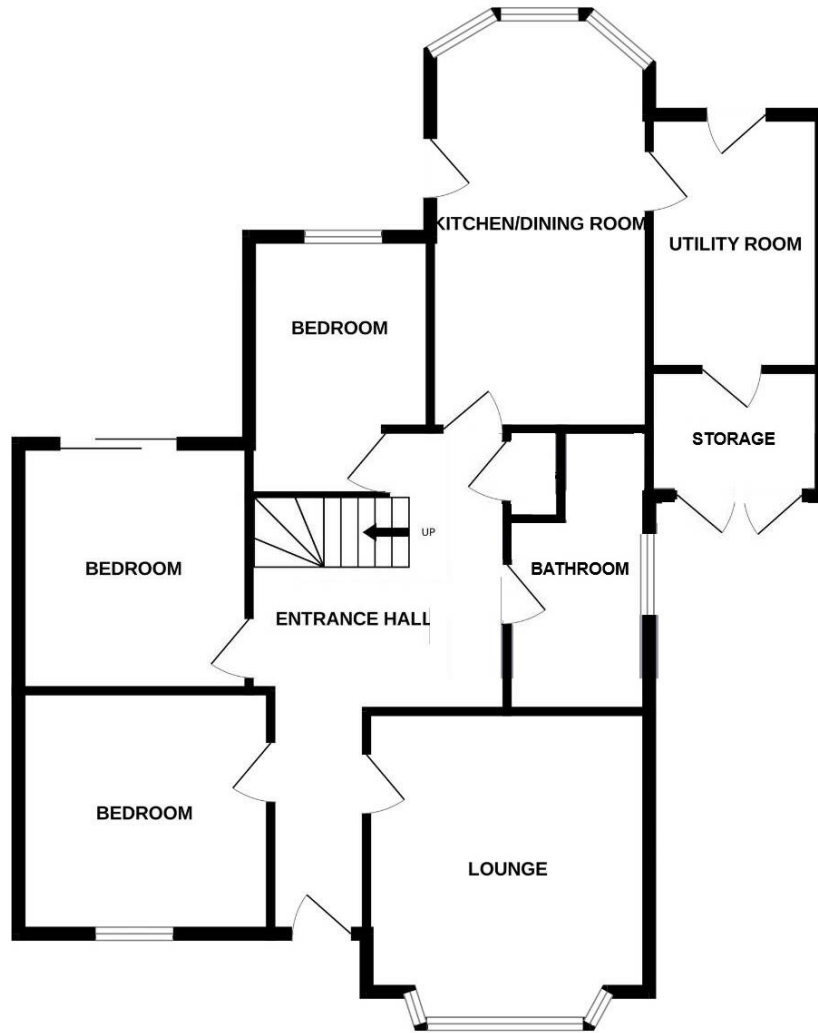 KITCHEN/DINING ROOM
UTILITY ROOM
BEDROOM
STORAGE
UP
BEDROOM
BATHROOM
ENTRANCE HALL
BEDROOM
LOUNGE